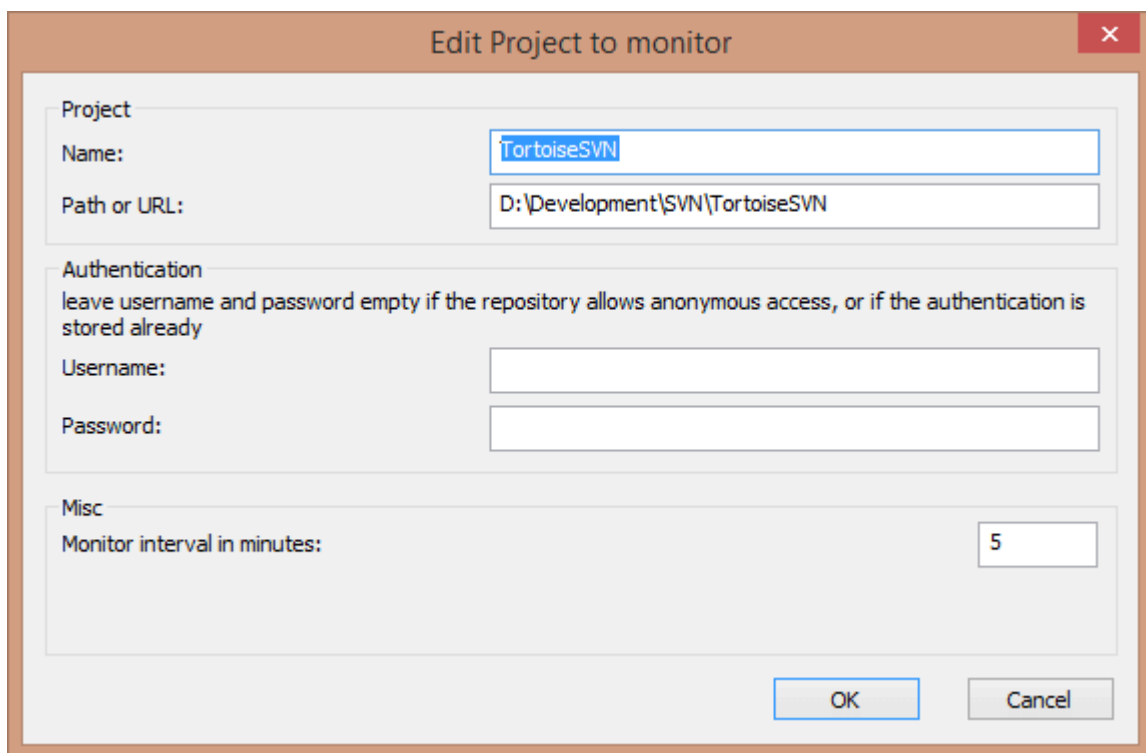 Edit Project to monitor
Project
Name:
TortoiseSVN
Path or URL:
D:\Development\SVN\TortoiseSVN
Authentication
leave username and password empty if the repository allows anonymous access, or if the authentication is
stored already
Username:
Password:
Misc
Monitor interval in minutes:
5
OK
Cancel